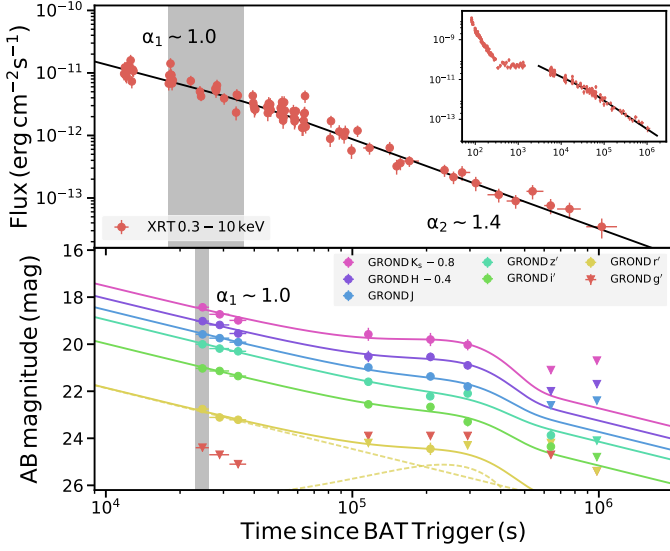 10⁻¹⁰
10⁻¹¹
10⁻¹²
10⁻¹³
Flux (erg cm⁻²s⁻¹)
α₁ ~ 1.0
α₂ ~ 1.4
XRT 0.3 − 10 keV
10⁻⁹
10⁻¹¹
10⁻¹³
10² 10³ 10⁴ 10⁵ 10⁶
16
18
20
22
24
26
AB magnitude (mag)
α₁ ~ 1.0
GROND Kₛ − 0.8 GROND z′ GROND r′
GROND H − 0.4 GROND i′ GROND g′
GROND J
10⁴ 10⁵ 10⁶
Time since BAT Trigger (s)